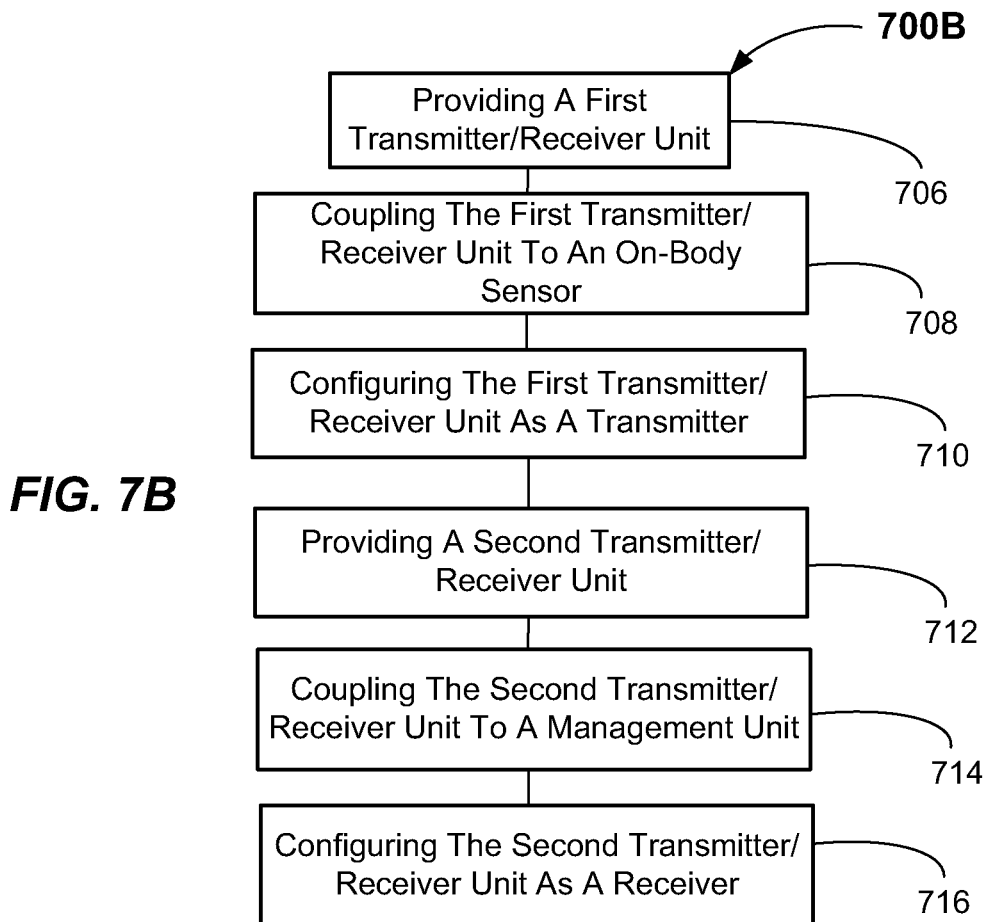 700B
Providing A First
Transmitter/Receiver Unit
706
Coupling The First Transmitter/
Receiver Unit To An On-Body
Sensor
708
Configuring The First Transmitter/
Receiver Unit As A Transmitter
710
FIG. 7B
Providing A Second Transmitter/
Receiver Unit
712
Coupling The Second Transmitter/
Receiver Unit To A Management Unit
714
Configuring The Second Transmitter/
Receiver Unit As A Receiver
716